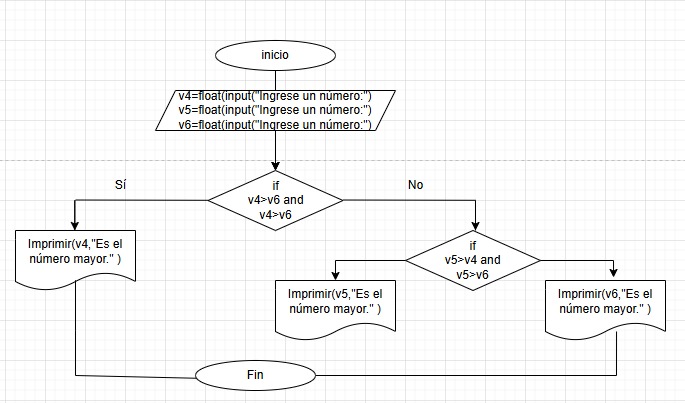 inicio
v4=float(input("Ingrese un número:")
v5=float(input("Ingrese un número:")
v6=float(input("Ingrese un número:")
if
v4>v6 and
v4>v6
Sí
No
Imprimir(v4,"Es el
número mayor." )
if
v5>v4 and
v5>v6
Imprimir(v5,"Es el
número mayor." )
Imprimir(v6,"Es el
número mayor." )
Fin